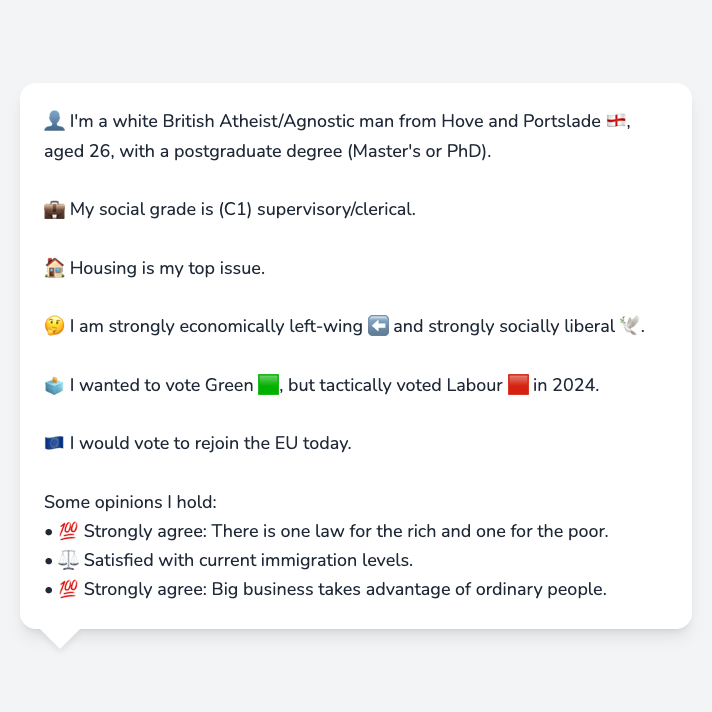 👤 I'm a white British Atheist/Agnostic man from Hove and Portslade 🏴󠁧󠁢󠁥󠁮󠁧󠁿,
aged 26, with a postgraduate degree (Master's or PhD).
💼 My social grade is (C1) supervisory/clerical.
🏠 Housing is my top issue.
🤔 I am strongly economically left-wing ⬅️ and strongly socially liberal 🕊️.
🗳️ I wanted to vote Green 🟩, but tactically voted Labour 🟥 in 2024.
🇪🇺 I would vote to rejoin the EU today.
Some opinions I hold:
• 💯 Strongly agree: There is one law for the rich and one for the poor.
• ⚖️ Satisfied with current immigration levels.
• 💯 Strongly agree: Big business takes advantage of ordinary people.